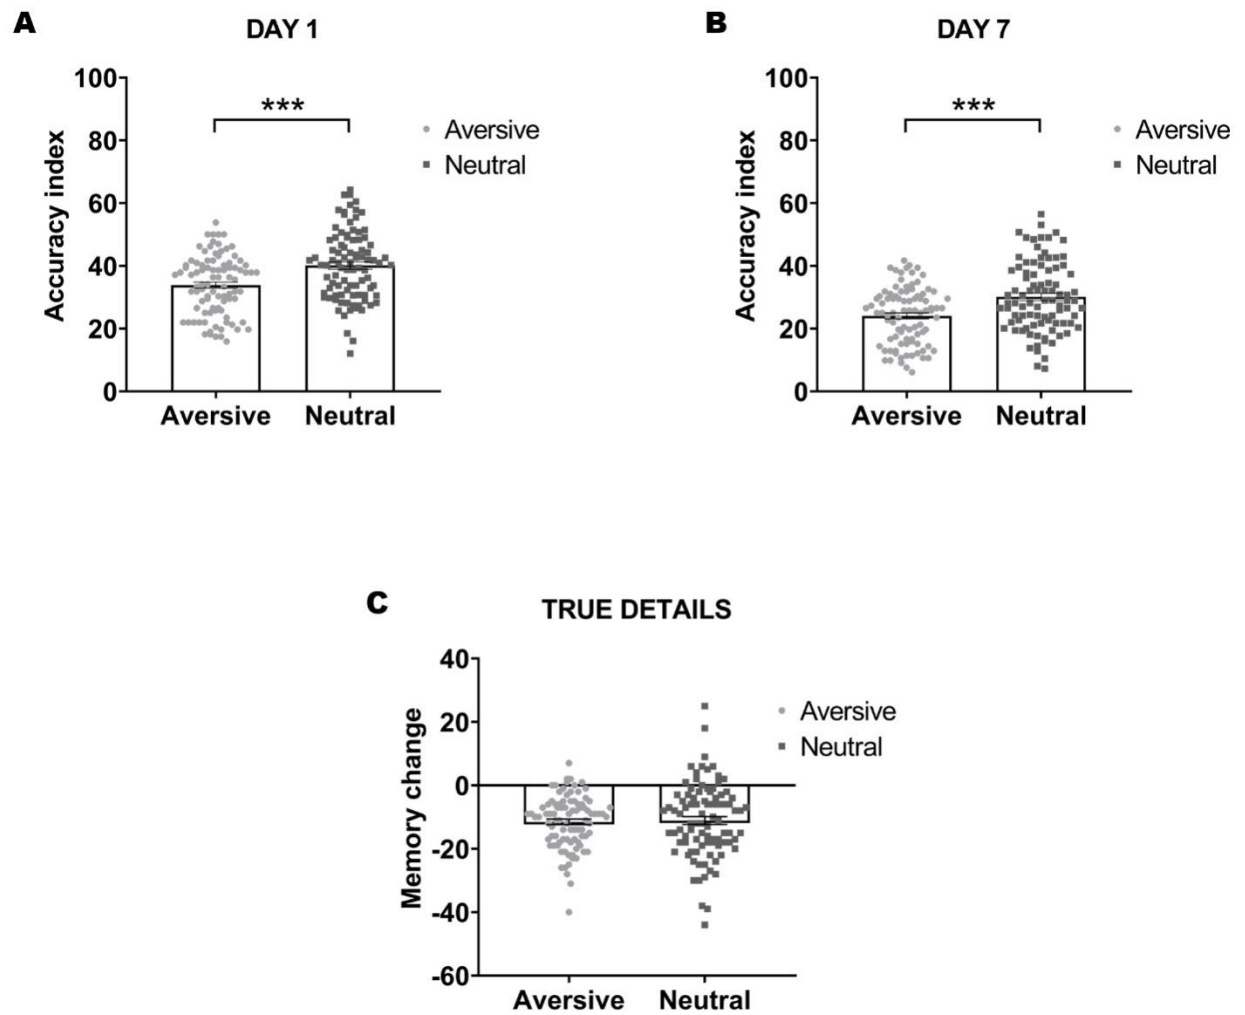 A
DAY 1
100
80
60
40
20
0
Accuracy index
***
Aversive
Neutral
Aversive
Neutral
B
DAY 7
100
80
60
40
20
0
Accuracy index
***
Aversive
Neutral
Aversive
Neutral
C
TRUE DETAILS
40
20
0
-20
-40
-60
Memory change
Aversive
Neutral
Aversive
Neutral